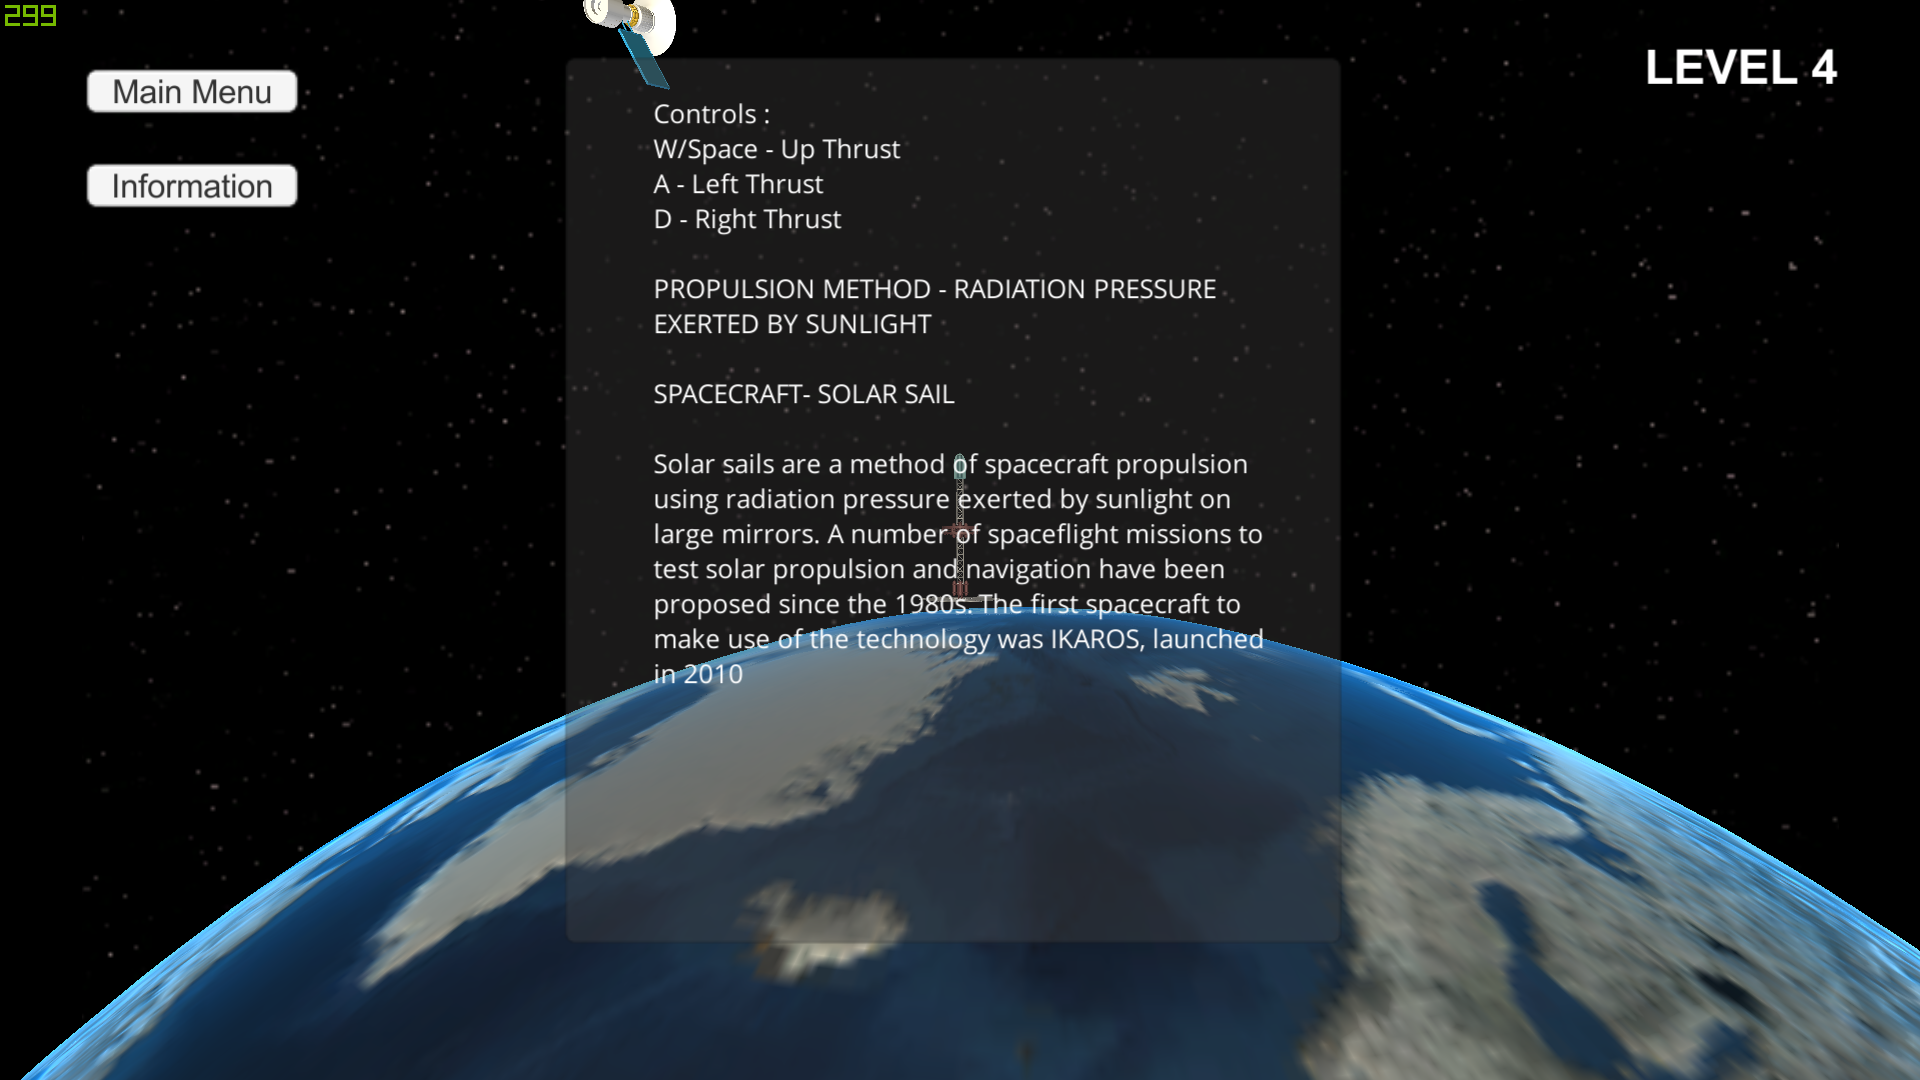 299
Main Menu
Information
LEVEL 4
Controls :
W/Space - Up Thrust
A - Left Thrust
D - Right Thrust
PROPULSION METHOD - RADIATION PRESSURE
EXERTED BY SUNLIGHT
SPACECRAFT- SOLAR SAIL
Solar sails are a method of spacecraft propulsion
using radiation pressure exerted by sunlight on
large mirrors. A number of spaceflight missions to
test solar propulsion and navigation have been
proposed since the 1980s. The first spacecraft to
make use of the technology was IKAROS, launched
in 2010